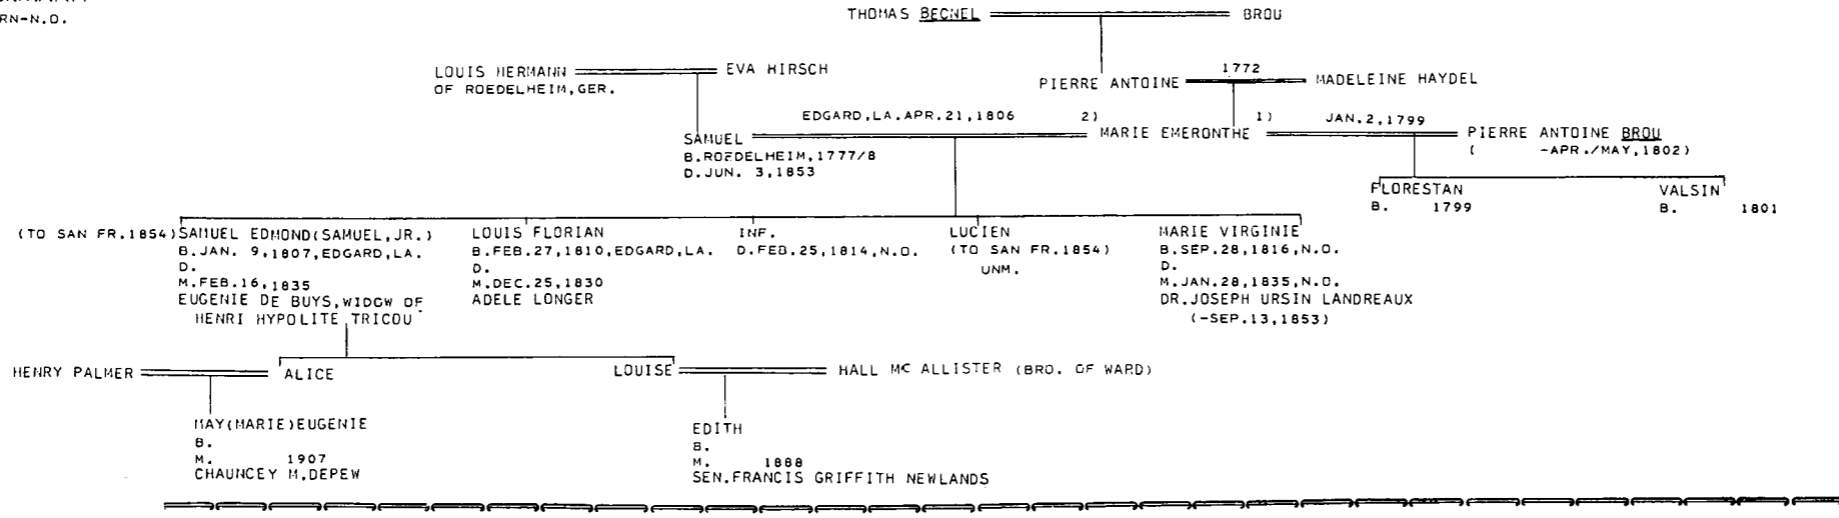 RN-N.O.
THOMAS BECNEL BROU
LOUIS HERMANN EVA HIRSCH
OF ROEDELHEIM,GER.
1772
PIERRE ANTOINE MADELEINE HAYDEL
EDGARD,LA.APR.21,1806 2) 1) JAN.2,1799
SAMUEL MARIE EMERONTHE PIERRE ANTOINE BROU
B.ROEDELHEIM,1777/8 ( -APR./MAY,1802)
D.JUN. 3,1853
FLORESTAN VALSIN
B. 1799 B. 1801
(TO SAN FR.1854) SAMUEL EDMOND(SAMUEL,JR.) LOUIS FLORIAN INF. LUCIEN MARIE VIRGINIE
B.JAN. 9,1807,EDGARD,LA. B.FEB.27,1810,EDGARD,LA. D.FEB.25,1814,N.O. (TO SAN FR.1854) B.SEP.28,1816,N.O.
D. D. UNM. D.
M.FEB.16,1835 M.DEC.25,1830 M.JAN.28,1835,N.O.
EUGENIE DE BUYS,WIDOW OF ADELE LONGER DR.JOSEPH URSIN LANDREAUX
HENRI HYPOLITE TRICOU (-SEP.13,1853)
HENRY PALMER ALICE LOUISE HALL MC ALLISTER (BRO. OF WARD)
MAY(MARIE)EUGENIE EDITH
B. B.
M. 1907 M. 1888
CHAUNCEY M.DEPEW SEN.FRANCIS GRIFFITH NEWLANDS